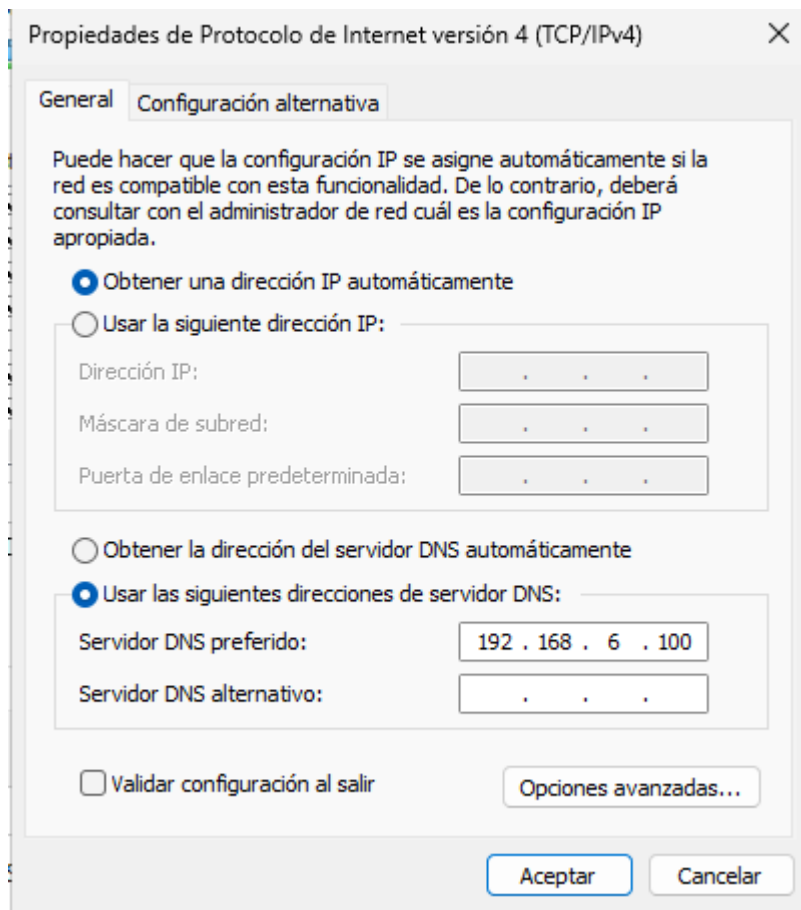 Propiedades de Protocolo de Internet versión 4 (TCP/IPv4)
General
Configuración alternativa
Puede hacer que la configuración IP se asigne automáticamente si la
red es compatible con esta funcionalidad. De lo contrario, deberá
consultar con el administrador de red cuál es la configuración IP
apropiada.
Obtener una dirección IP automáticamente
Usar la siguiente dirección IP:
Dirección IP:
. . .
Máscara de subred:
. . .
Puerta de enlace predeterminada:
. . .
Obtener la dirección del servidor DNS automáticamente
Usar las siguientes direcciones de servidor DNS:
Servidor DNS preferido:
192 . 168 . 6 . 100
Servidor DNS alternativo:
. . .
Validar configuración al salir
Opciones avanzadas...
Aceptar
Cancelar